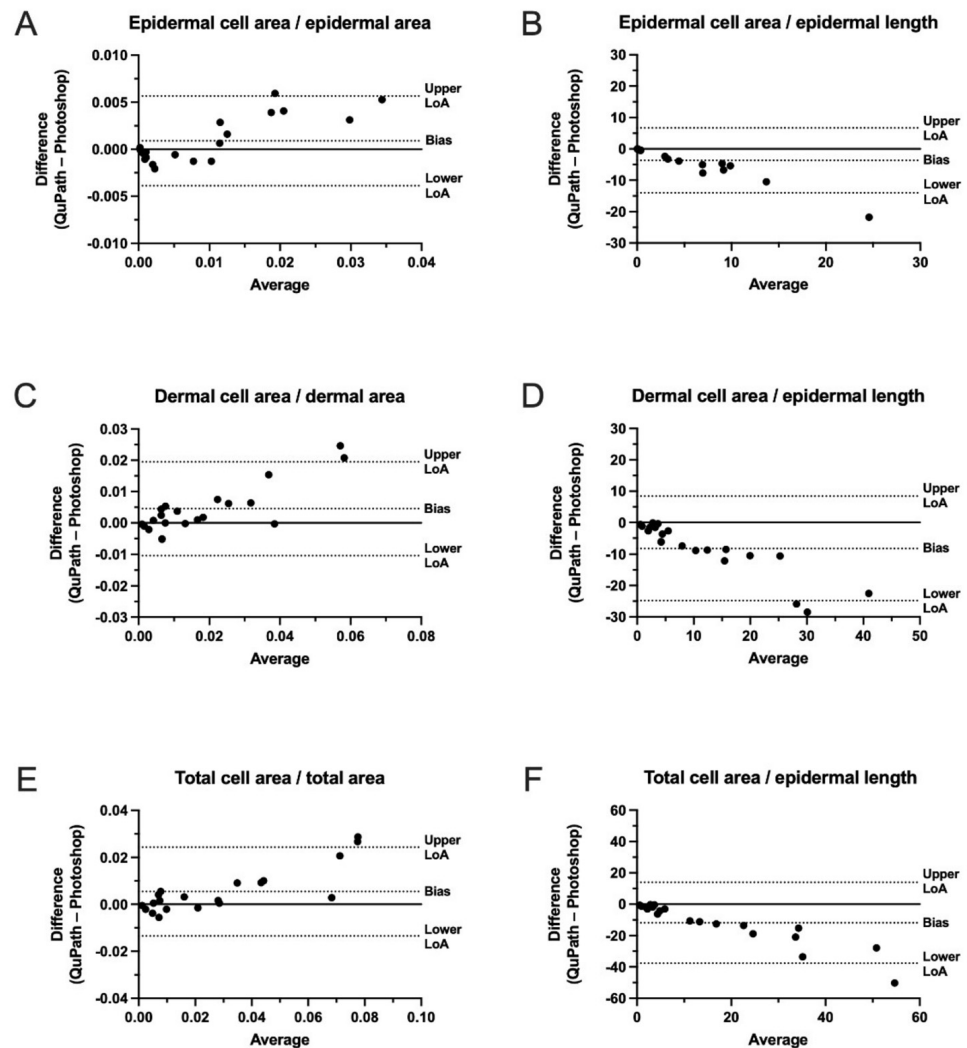 A
Epidermal cell area / epidermal area
Difference
(QuPath – Photoshop)
0.010
0.005
0.000
-0.005
-0.010
Upper
LoA
Bias
Lower
LoA
0.00 0.01 0.02 0.03 0.04
Average
B
Epidermal cell area / epidermal length
Difference
(QuPath – Photoshop)
30
20
10
0
-10
-20
-30
Upper
LoA
Bias
Lower
LoA
0 10 20 30
Average
C
Dermal cell area / dermal area
Difference
(QuPath – Photoshop)
0.03
0.02
0.01
0.00
-0.01
-0.02
-0.03
Upper
LoA
Bias
Lower
LoA
0.00 0.02 0.04 0.06 0.08
Average
D
Dermal cell area / epidermal length
Difference
(QuPath – Photoshop)
30
20
10
0
-10
-20
-30
Upper
LoA
Bias
Lower
LoA
0 10 20 30 40 50
Average
E
Total cell area / total area
Difference
(QuPath – Photoshop)
0.04
0.02
0.00
-0.02
-0.04
Upper
LoA
Bias
Lower
LoA
0.00 0.02 0.04 0.06 0.08 0.10
Average
F
Total cell area / epidermal length
Difference
(QuPath – Photoshop)
60
40
20
0
-20
-40
-60
Upper
LoA
Bias
Lower
LoA
0 20 40 60
Average